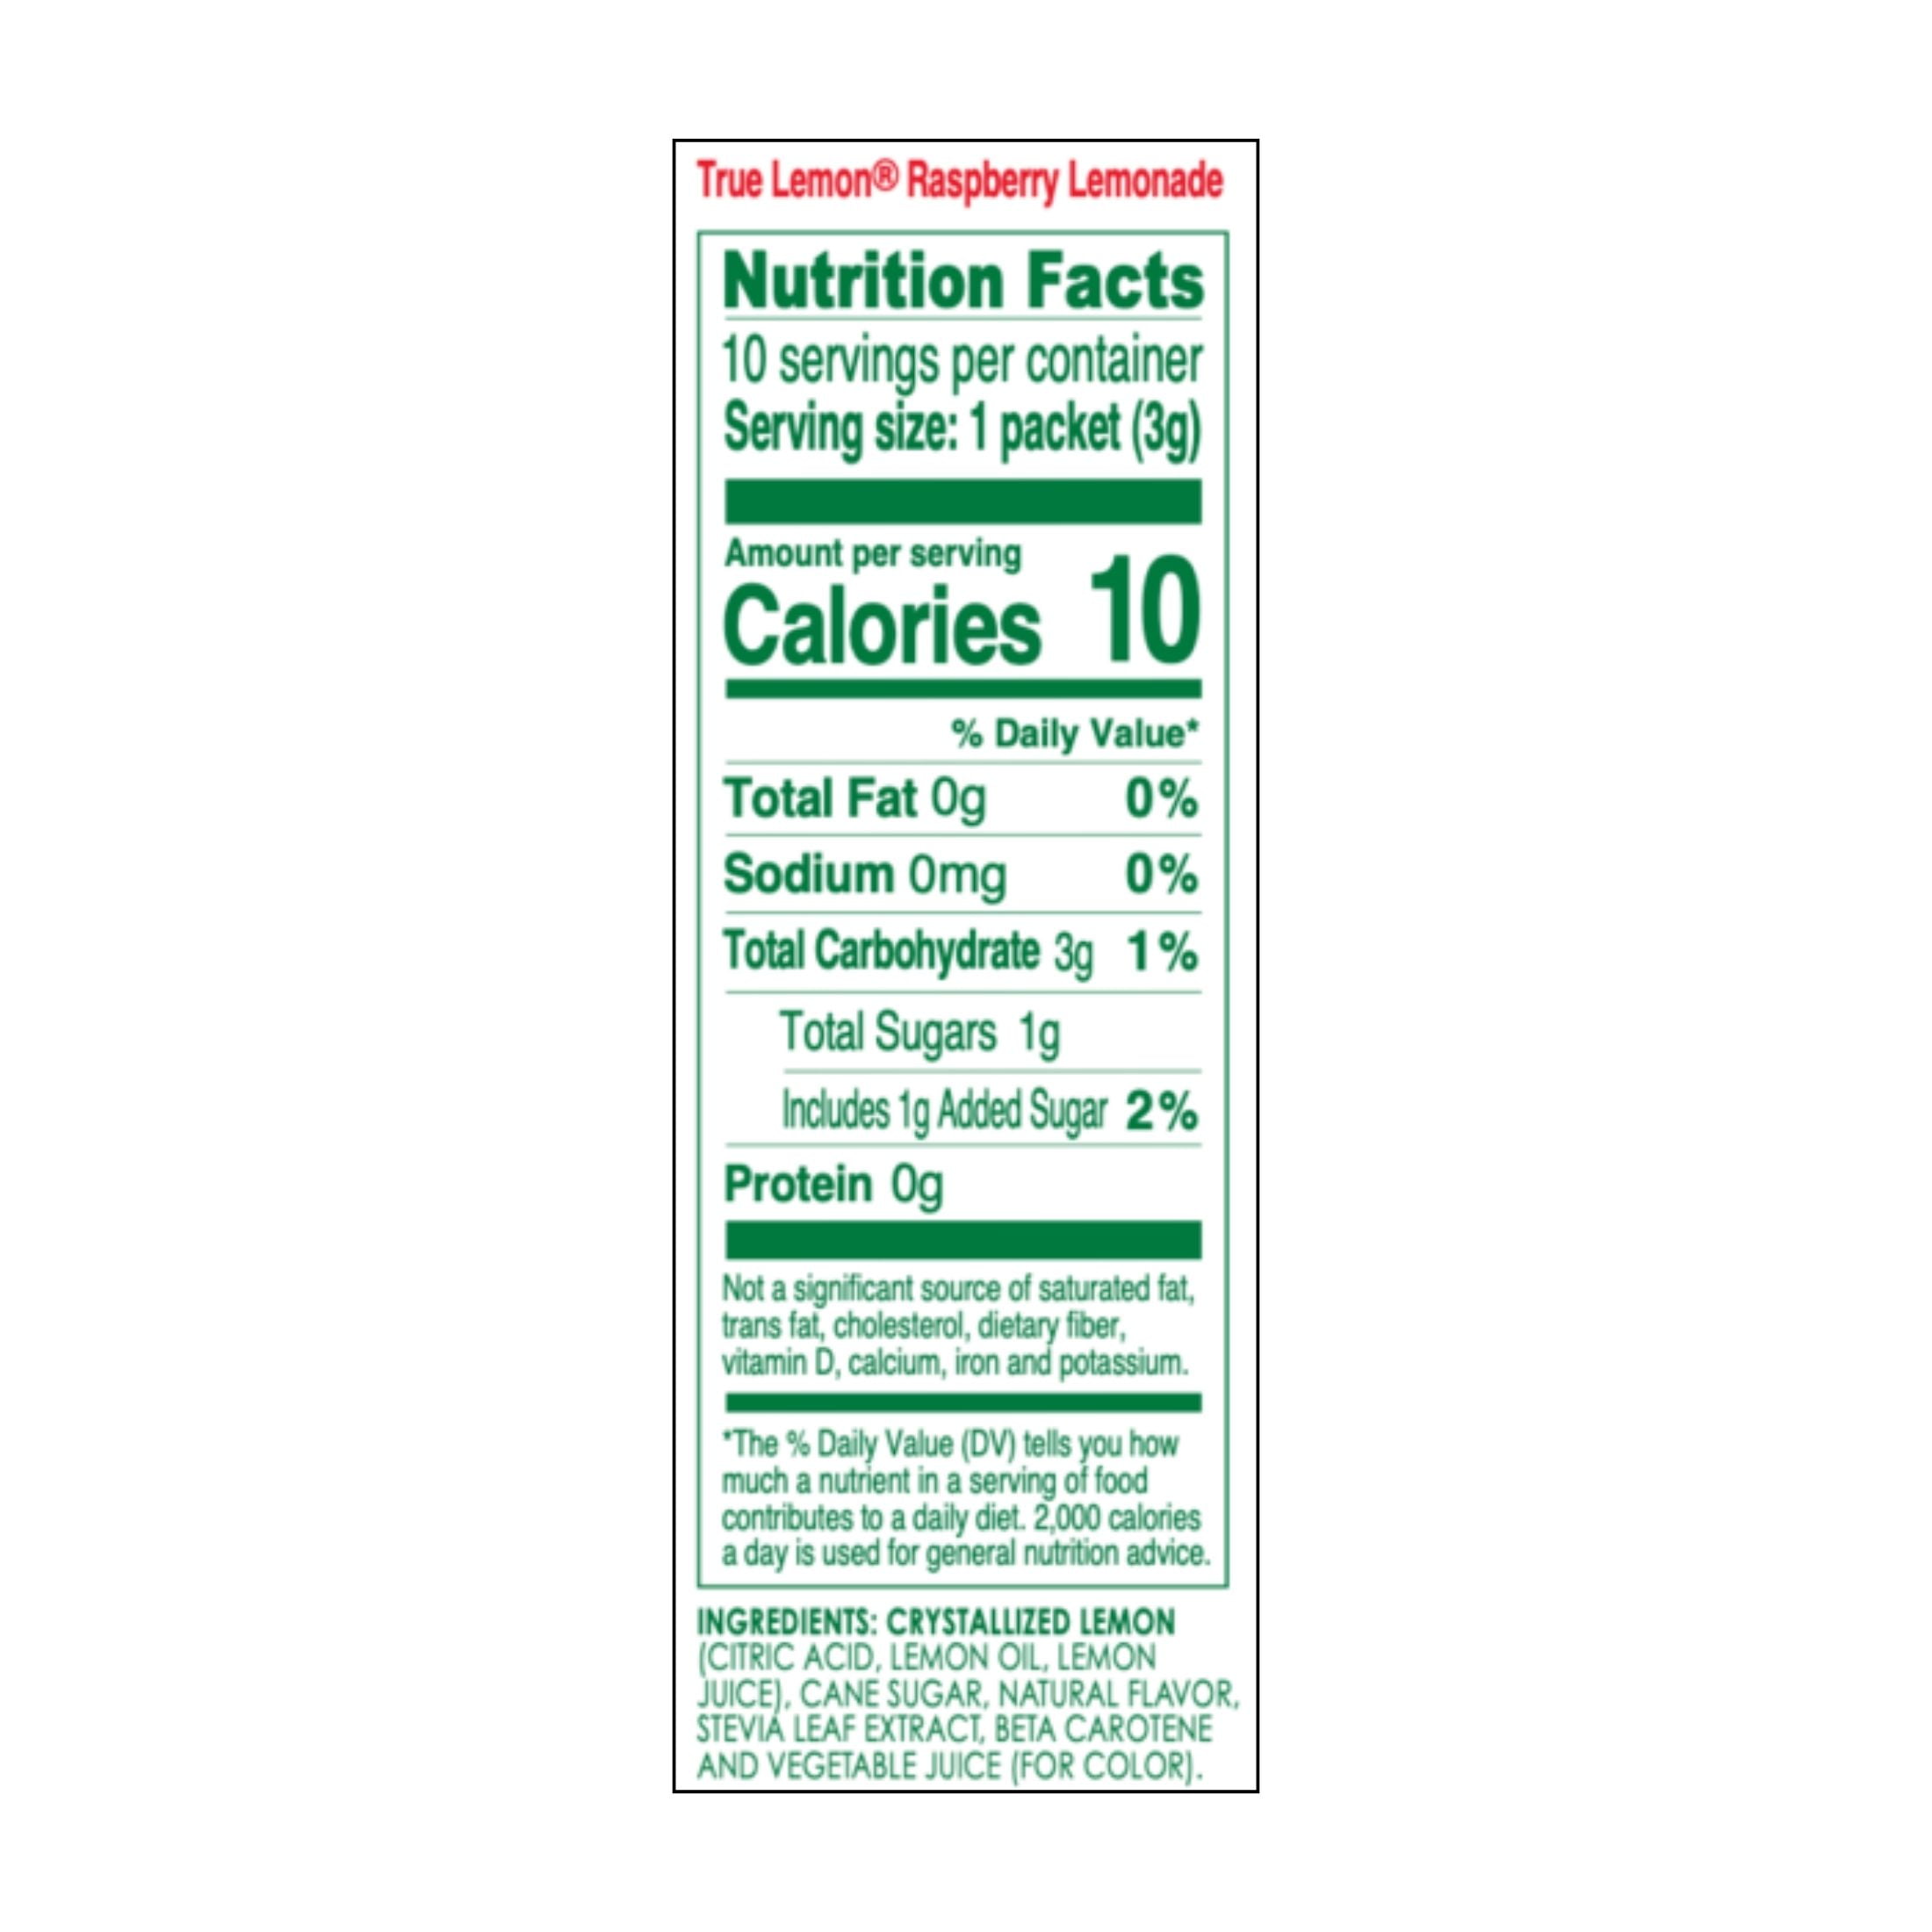 True Lemon® Raspberry Lemonade
Nutrition Facts
10 servings per container
Serving size: 1 packet (3g)
Amount per serving
Calories 10
% Daily Value*
Total Fat 0g 0%
Sodium 0mg 0%
Total Carbohydrate 3g 1%
Total Sugars 1g
Includes 1g Added Sugar 2%
Protein 0g
Not a significant source of saturated fat,
trans fat, cholesterol, dietary fiber,
vitamin D, calcium, iron and potassium.
*The % Daily Value (DV) tells you how
much a nutrient in a serving of food
contributes to a daily diet. 2,000 calories
a day is used for general nutrition advice.
INGREDIENTS: CRYSTALLIZED LEMON
(CITRIC ACID, LEMON OIL, LEMON
JUICE), CANE SUGAR, NATURAL FLAVOR,
STEVIA LEAF EXTRACT, BETA CAROTENE
AND VEGETABLE JUICE (FOR COLOR).